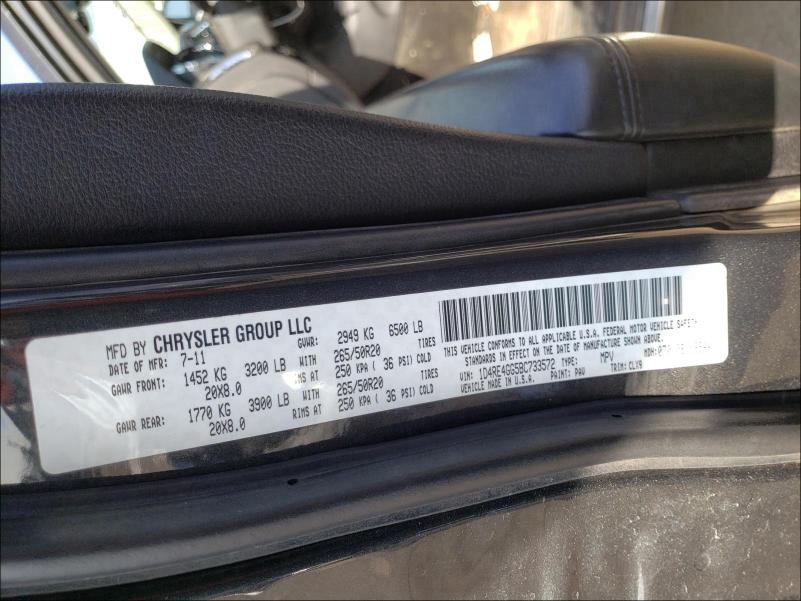 MFD BY CHRYSLER GROUP LLC
DATE OF MFR: 7-11 GVWR: 2949 KG 6500 LB
GAWR FRONT: 1452 KG 3200 LB WITH 265/50R20 TIRES
20X8.0 RIMS AT 250 KPA ( 36 PSI) COLD
GAWR REAR: 1770 KG 3900 LB WITH 265/50R20 TIRES
20X8.0 RIMS AT 250 KPA ( 36 PSI) COLD
THIS VEHICLE CONFORMS TO ALL APPLICABLE U.S.A. FEDERAL MOTOR VEHICLE SAFETY
STANDARDS IN EFFECT ON THE DATE OF MANUFACTURE SHOWN ABOVE.
VIN: 1D4RE4GG5BC733572 TYPE: MPV MDH:
VEHICLE MADE IN U.S.A. PAINT: PAU TRIM: CLX9